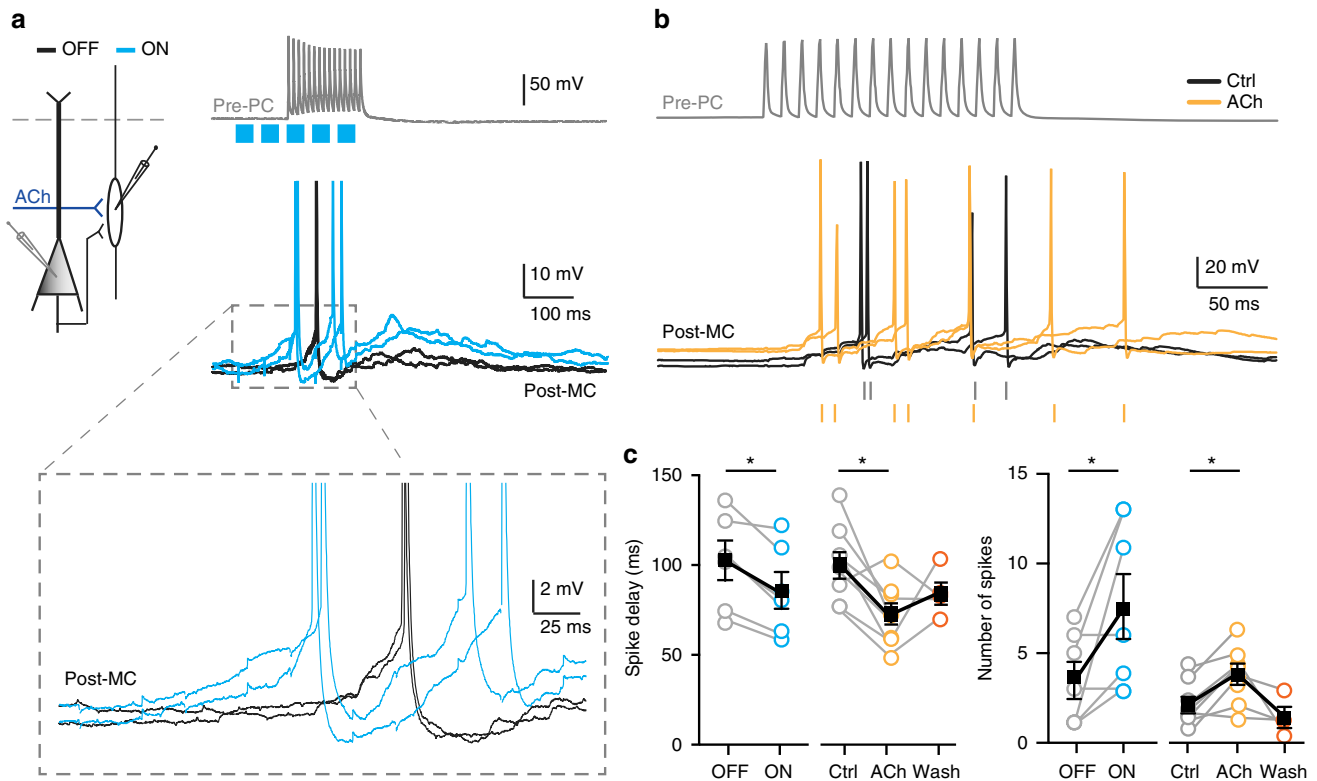 a
OFF ON
Pre-PC
50 mV
ACh
10 mV
100 ms
Post-MC
2 mV
25 ms
Post-MC
b
Pre-PC
Ctrl
ACh
20 mV
50 ms
Post-MC
c
Spike delay (ms)
150
100
50
0
*
*
OFF ON Ctrl ACh Wash
Number of spikes
15
10
5
0
*
*
OFF ON Ctrl ACh Wash